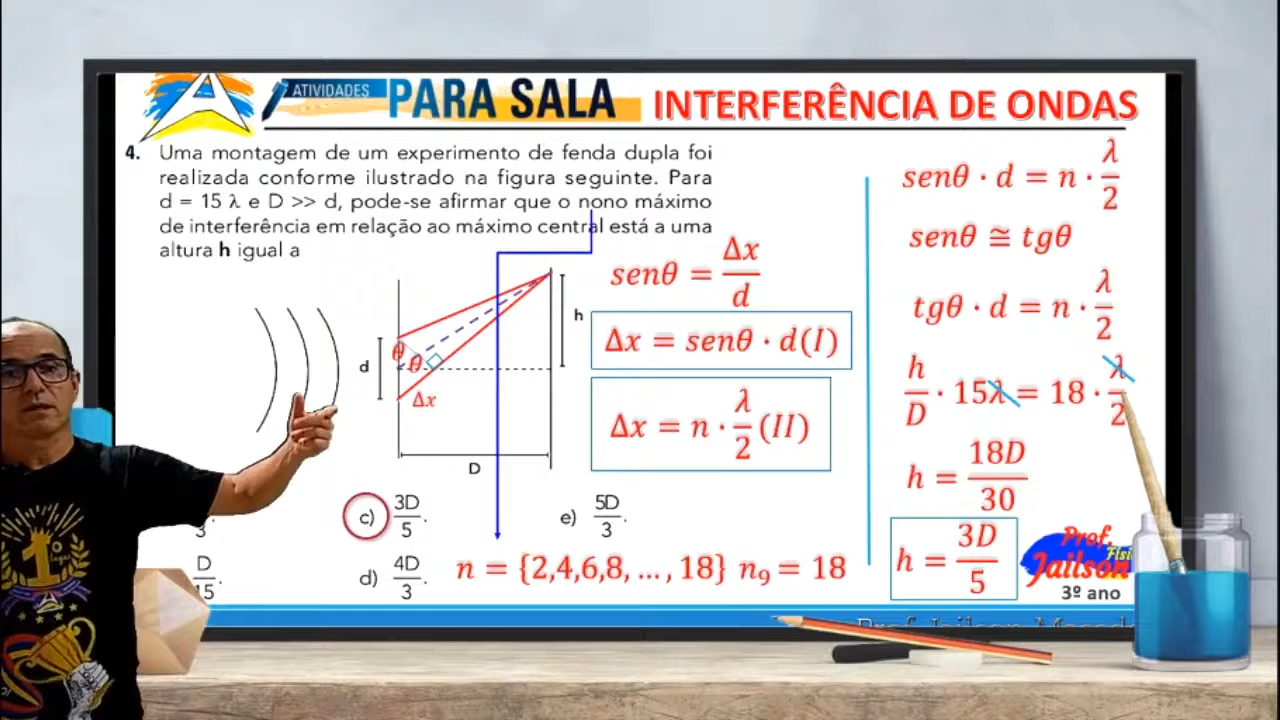 ATIVIDADES
PARA SALA
INTERFERÊNCIA DE ONDAS
4. Uma montagem de um experimento de fenda dupla foi
realizada conforme ilustrado na figura seguinte. Para
d = 15 λ e D >> d, pode-se afirmar que o nono máximo
de interferência em relação ao máximo central está a uma
altura h igual a
d
θ
θ
Δx
h
D
senθ = Δx/d
Δx = senθ · d(I)
Δx = n · λ/2 (II)
3.
D/15.
c) 3D/5.
d) 4D/3.
e) 5D/3.
n = {2,4,6,8, ..., 18} n₉ = 18
senθ · d = n · λ/2
senθ ≅ tgθ
tgθ · d = n · λ/2
h/D · 15λ = 18 · λ/2
h = 18D/30
h = 3D/5
Prof.
Jailson
3º ano
1º